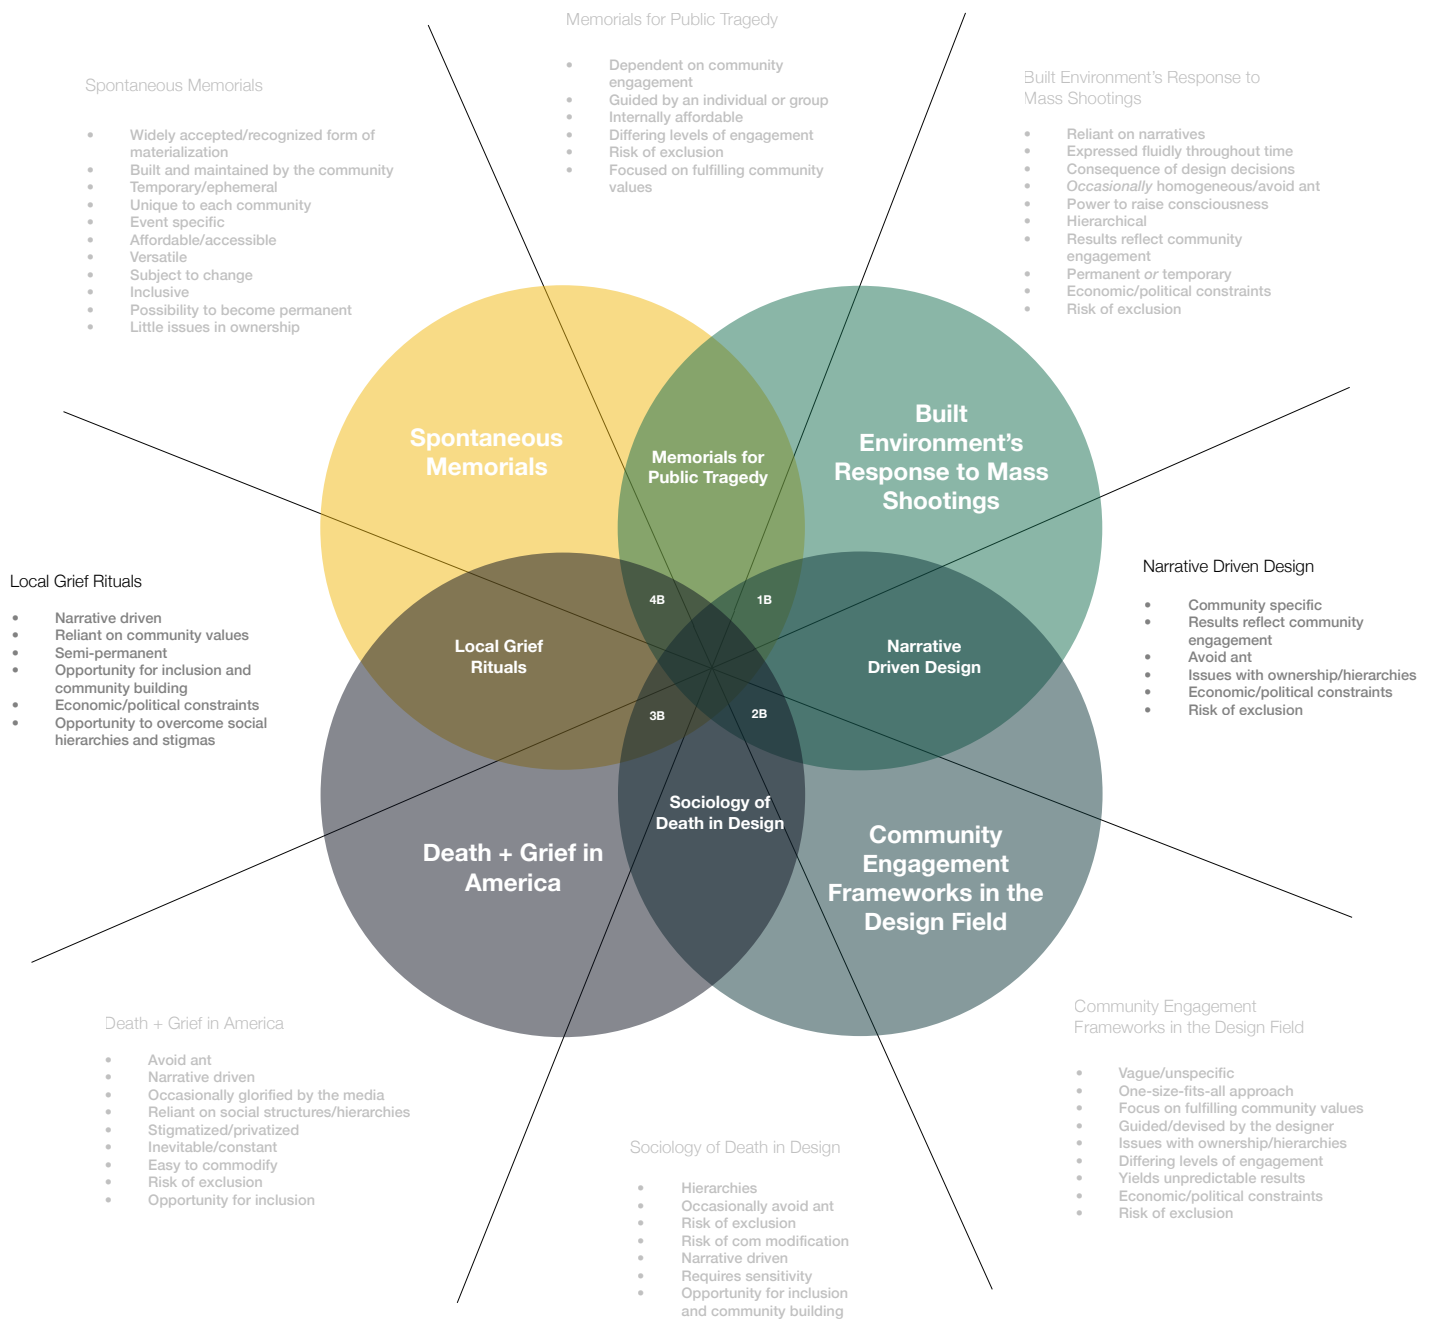 Memorials for Public Tragedy
• Dependent on community
engagement
• Guided by an individual or group
• Internally affordable
• Differing levels of engagement
• Risk of exclusion
• Focused on fulfilling community
values
Spontaneous Memorials
• Widely accepted/recognized form of
materialization
• Built and maintained by the community
• Temporary/ephemeral
• Unique to each community
• Event specific
• Affordable/accessible
• Versatile
• Subject to change
• Inclusive
• Possibility to become permanent
• Little issues in ownership
Built Environment's Response to
Mass Shootings
• Reliant on narratives
• Expressed fluidly throughout time
• Consequence of design decisions
• Occasionally homogeneous/avoid ant
• Power to raise consciousness
• Hierarchical
• Results reflect community
engagement
• Permanent or temporary
• Economic/political constraints
• Risk of exclusion
Spontaneous
Memorials
Memorials for
Public Tragedy
Built
Environment's
Response to Mass
Shootings
Local Grief Rituals
• Narrative driven
• Reliant on community values
• Semi-permanent
• Opportunity for inclusion and
community building
• Economic/political constraints
• Opportunity to overcome social
hierarchies and stigmas
4B
1B
Local Grief
Rituals
Narrative
Driven Design
3B
2B
Narrative Driven Design
• Community specific
• Results reflect community
engagement
• Avoid ant
• Issues with ownership/hierarchies
• Economic/political constraints
• Risk of exclusion
Sociology of
Death in Design
Death + Grief in
America
Community
Engagement
Frameworks in the
Design Field
Death + Grief in America
• Avoid ant
• Narrative driven
• Occasionally glorified by the media
• Reliant on social structures/hierarchies
• Stigmatized/privatized
• Inevitable/constant
• Easy to commodify
• Risk of exclusion
• Opportunity for inclusion
Sociology of Death in Design
• Hierarchies
• Occasionally avoid ant
• Risk of exclusion
• Risk of com modification
• Narrative driven
• Requires sensitivity
• Opportunity for inclusion
and community building
Community Engagement
Frameworks in the Design Field
• Vague/unspecific
• One-size-fits-all approach
• Focus on fulfilling community values
• Guided/devised by the designer
• Issues with ownership/hierarchies
• Differing levels of engagement
• Yields unpredictable results
• Economic/political constraints
• Risk of exclusion